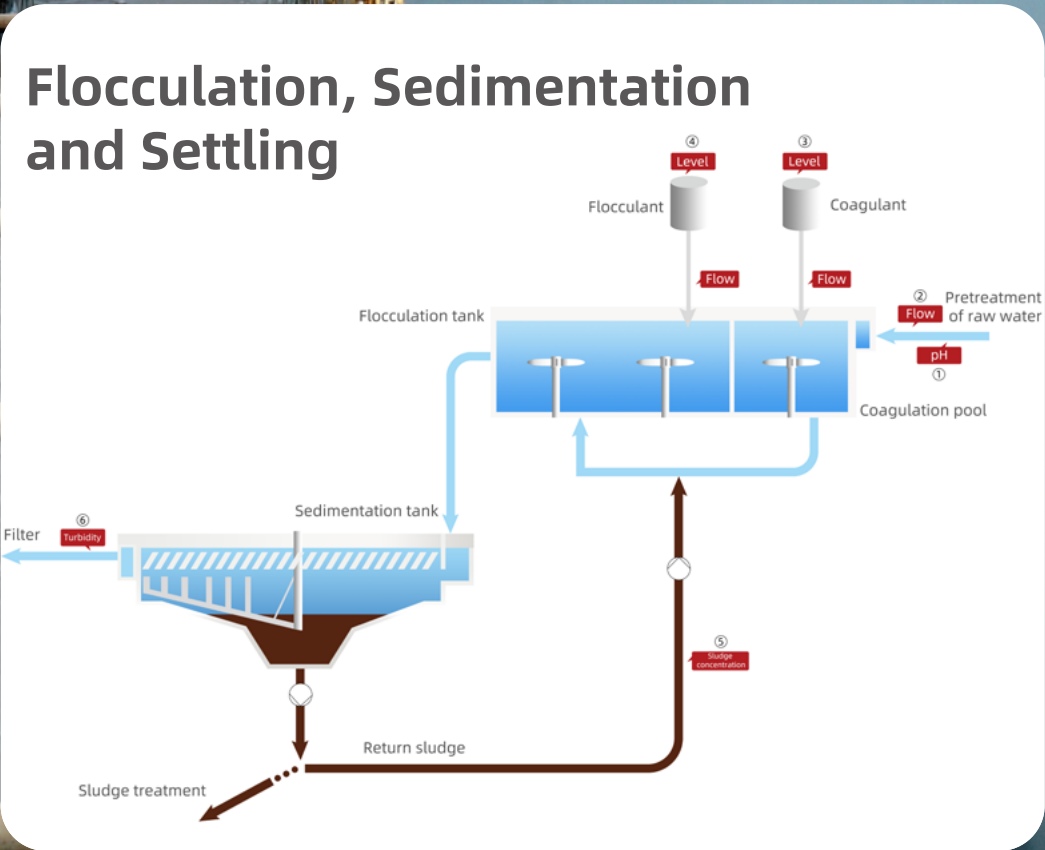 Flocculation, Sedimentation
and Settling
④
Level
③
Level
Flocculant
Coagulant
Flow
Flow
②
Flow
Pretreatment
of raw water
Flocculation tank
pH
①
Coagulation pool
Sedimentation tank
Filter
⑥
Turbidity
⑤
Sludge
concentration
Return sludge
Sludge treatment